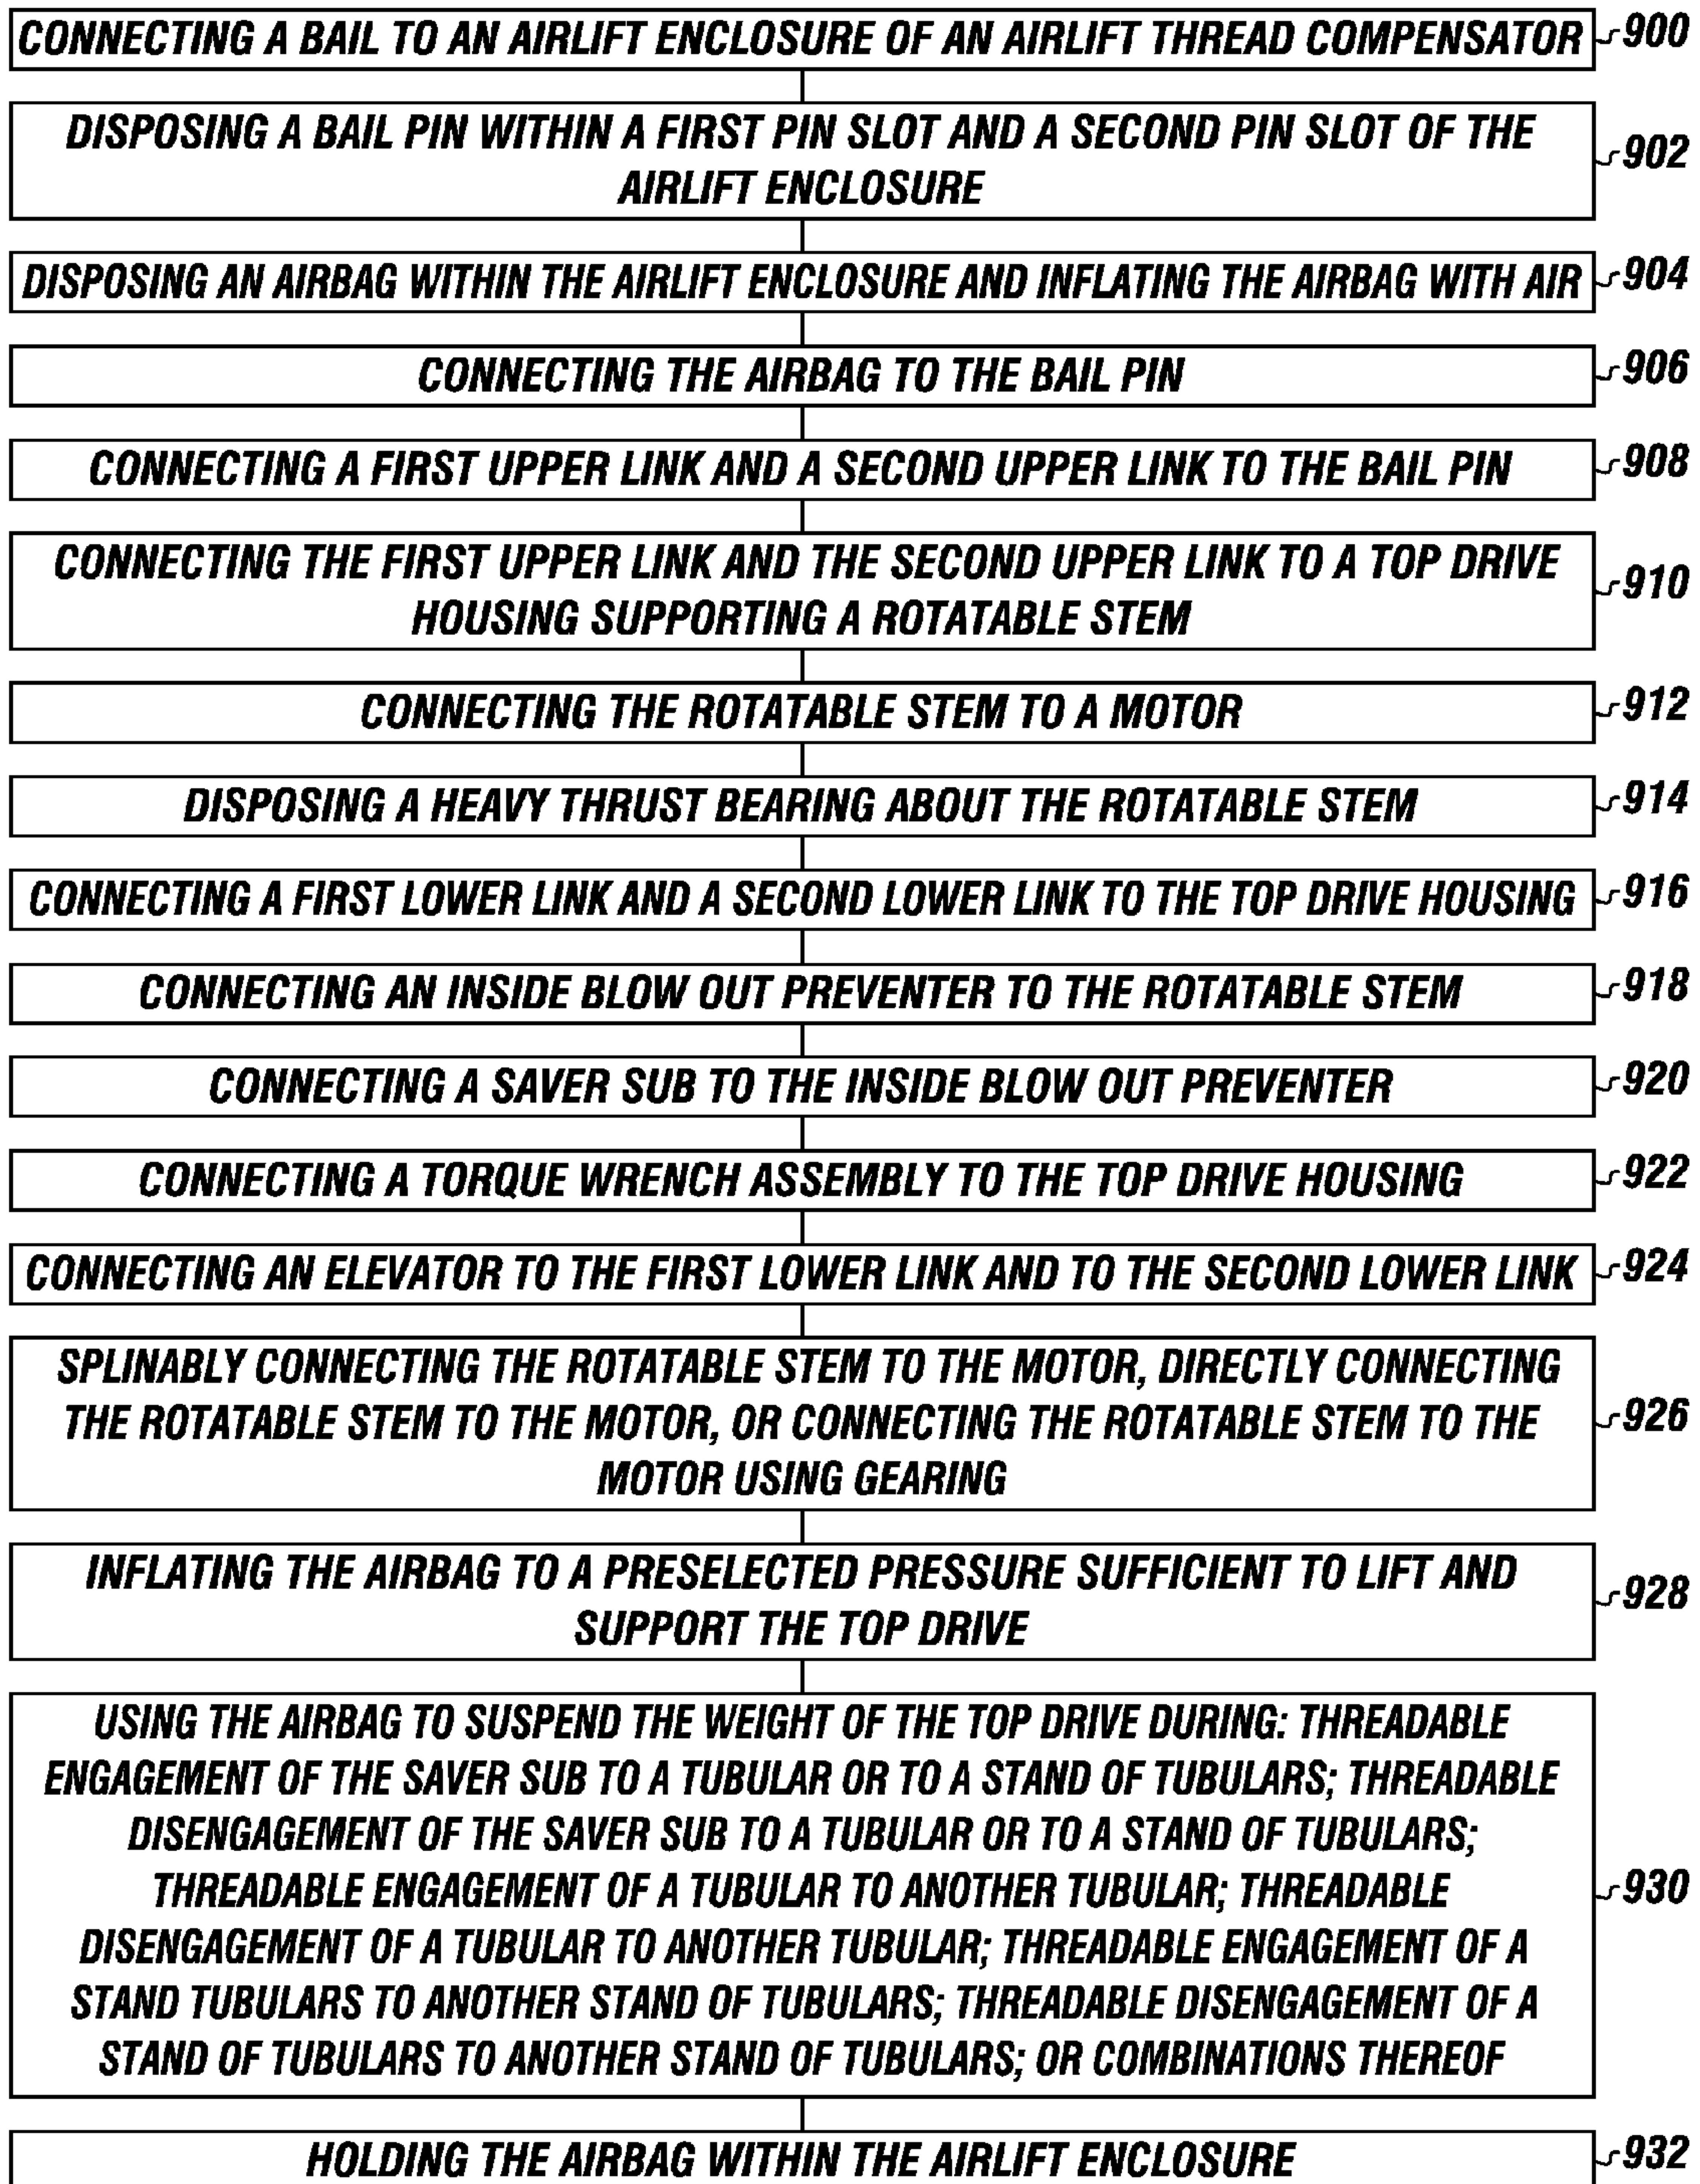 CONNECTING A BAIL TO AN AIRLIFT ENCLOSURE OF AN AIRLIFT THREAD COMPENSATOR 900
DISPOSING A BAIL PIN WITHIN A FIRST PIN SLOT AND A SECOND PIN SLOT OF THE
AIRLIFT ENCLOSURE
902
DISPOSING AN AIRBAG WITHIN THE AIRLIFT ENCLOSURE AND INFLATING THE AIRBAG WITH AIR 904
CONNECTING THE AIRBAG TO THE BAIL PIN 906
CONNECTING A FIRST UPPER LINK AND A SECOND UPPER LINK TO THE BAIL PIN 908
CONNECTING THE FIRST UPPER LINK AND THE SECOND UPPER LINK TO A TOP DRIVE
HOUSING SUPPORTING A ROTATABLE STEM
910
CONNECTING THE ROTATABLE STEM TO A MOTOR 912
DISPOSING A HEAVY THRUST BEARING ABOUT THE ROTATABLE STEM 914
CONNECTING A FIRST LOWER LINK AND A SECOND LOWER LINK TO THE TOP DRIVE HOUSING 916
CONNECTING AN INSIDE BLOW OUT PREVENTER TO THE ROTATABLE STEM 918
CONNECTING A SAVER SUB TO THE INSIDE BLOW OUT PREVENTER 920
CONNECTING A TORQUE WRENCH ASSEMBLY TO THE TOP DRIVE HOUSING 922
CONNECTING AN ELEVATOR TO THE FIRST LOWER LINK AND TO THE SECOND LOWER LINK 924
SPLINABLY CONNECTING THE ROTATABLE STEM TO THE MOTOR, DIRECTLY CONNECTING
THE ROTATABLE STEM TO THE MOTOR, OR CONNECTING THE ROTATABLE STEM TO THE
MOTOR USING GEARING
926
INFLATING THE AIRBAG TO A PRESELECTED PRESSURE SUFFICIENT TO LIFT AND
SUPPORT THE TOP DRIVE
928
USING THE AIRBAG TO SUSPEND THE WEIGHT OF THE TOP DRIVE DURING: THREADABLE
ENGAGEMENT OF THE SAVER SUB TO A TUBULAR OR TO A STAND OF TUBULARS; THREADABLE
DISENGAGEMENT OF THE SAVER SUB TO A TUBULAR OR TO A STAND OF TUBULARS;
THREADABLE ENGAGEMENT OF A TUBULAR TO ANOTHER TUBULAR; THREADABLE
DISENGAGEMENT OF A TUBULAR TO ANOTHER TUBULAR; THREADABLE ENGAGEMENT OF A
STAND TUBULARS TO ANOTHER STAND OF TUBULARS; THREADABLE DISENGAGEMENT OF A
STAND OF TUBULARS TO ANOTHER STAND OF TUBULARS; OR COMBINATIONS THEREOF
930
HOLDING THE AIRBAG WITHIN THE AIRLIFT ENCLOSURE 932